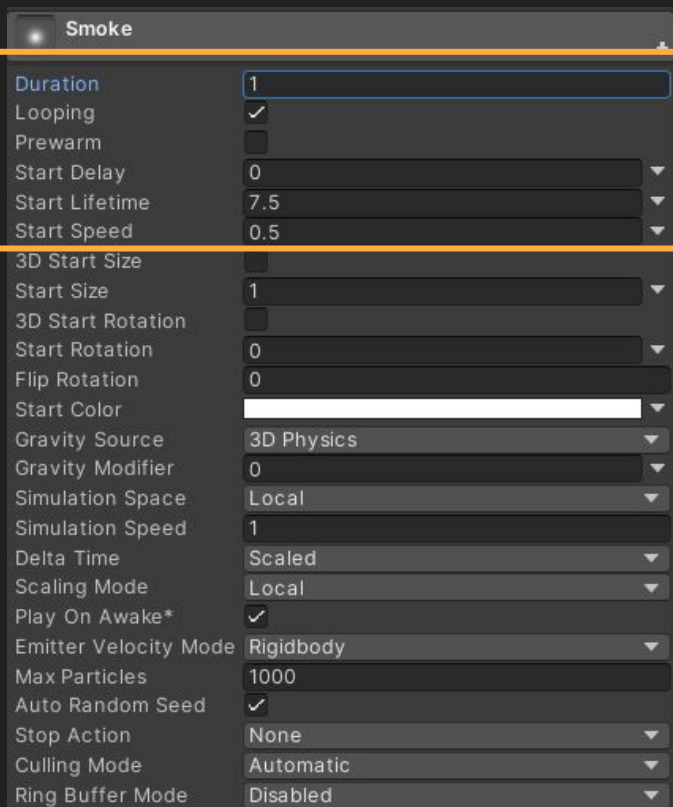 Smoke
Duration 1
Looping
Prewarm
Start Delay 0
Start Lifetime 7.5
Start Speed 0.5
3D Start Size
Start Size 1
3D Start Rotation
Start Rotation 0
Flip Rotation 0
Start Color
Gravity Source 3D Physics
Gravity Modifier 0
Simulation Space Local
Simulation Speed 1
Delta Time Scaled
Scaling Mode Local
Play On Awake*
Emitter Velocity Mode Rigidbody
Max Particles 1000
Auto Random Seed
Stop Action None
Culling Mode Automatic
Ring Buffer Mode Disabled